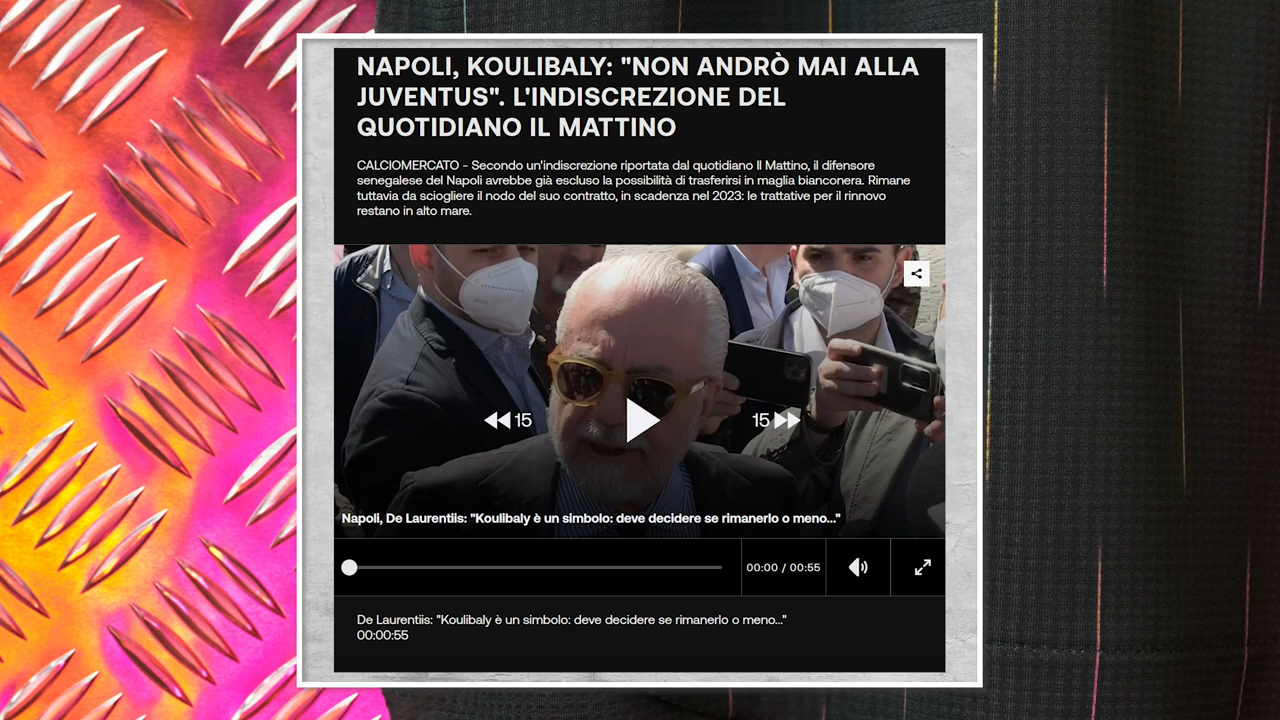 NAPOLI, KOULIBALY: "NON ANDRÒ MAI ALLA
JUVENTUS". L'INDISCREZIONE DEL
QUOTIDIANO IL MATTINO
CALCIOMERCATO - Secondo un'indiscrezione riportata dal quotidiano Il Mattino, il difensore
senegalese del Napoli avrebbe già escluso la possibilità di trasferirsi in maglia bianconera. Rimane
tuttavia da sciogliere il nodo del suo contratto, in scadenza nel 2023: le trattative per il rinnovo
restano in alto mare.
15
15
Napoli, De Laurentiis: "Koulibaly è un simbolo: deve decidere se rimanerlo o meno..."
00:00 / 00:55
De Laurentiis: "Koulibaly è un simbolo: deve decidere se rimanerlo o meno..."
00:00:55